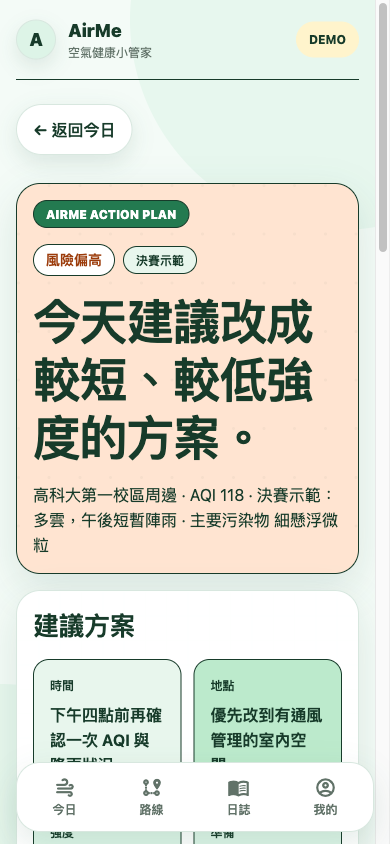 A
AirMe
空氣健康小管家
DEMO
← 返回今日
AIRME ACTION PLAN
風險偏高
決賽示範
今天建議改成
較短、較低強
度的方案。
高科大第一校區周邊 · AQI 118 · 決賽示範：
多雲，午後短暫陣雨 · 主要污染物 細懸浮微
粒
建議方案
時間
下午四點前再確
認一次 AQI 與
地點
優先改到有通風
管理的室內空
今日
路線
日誌
我的
強度
準備